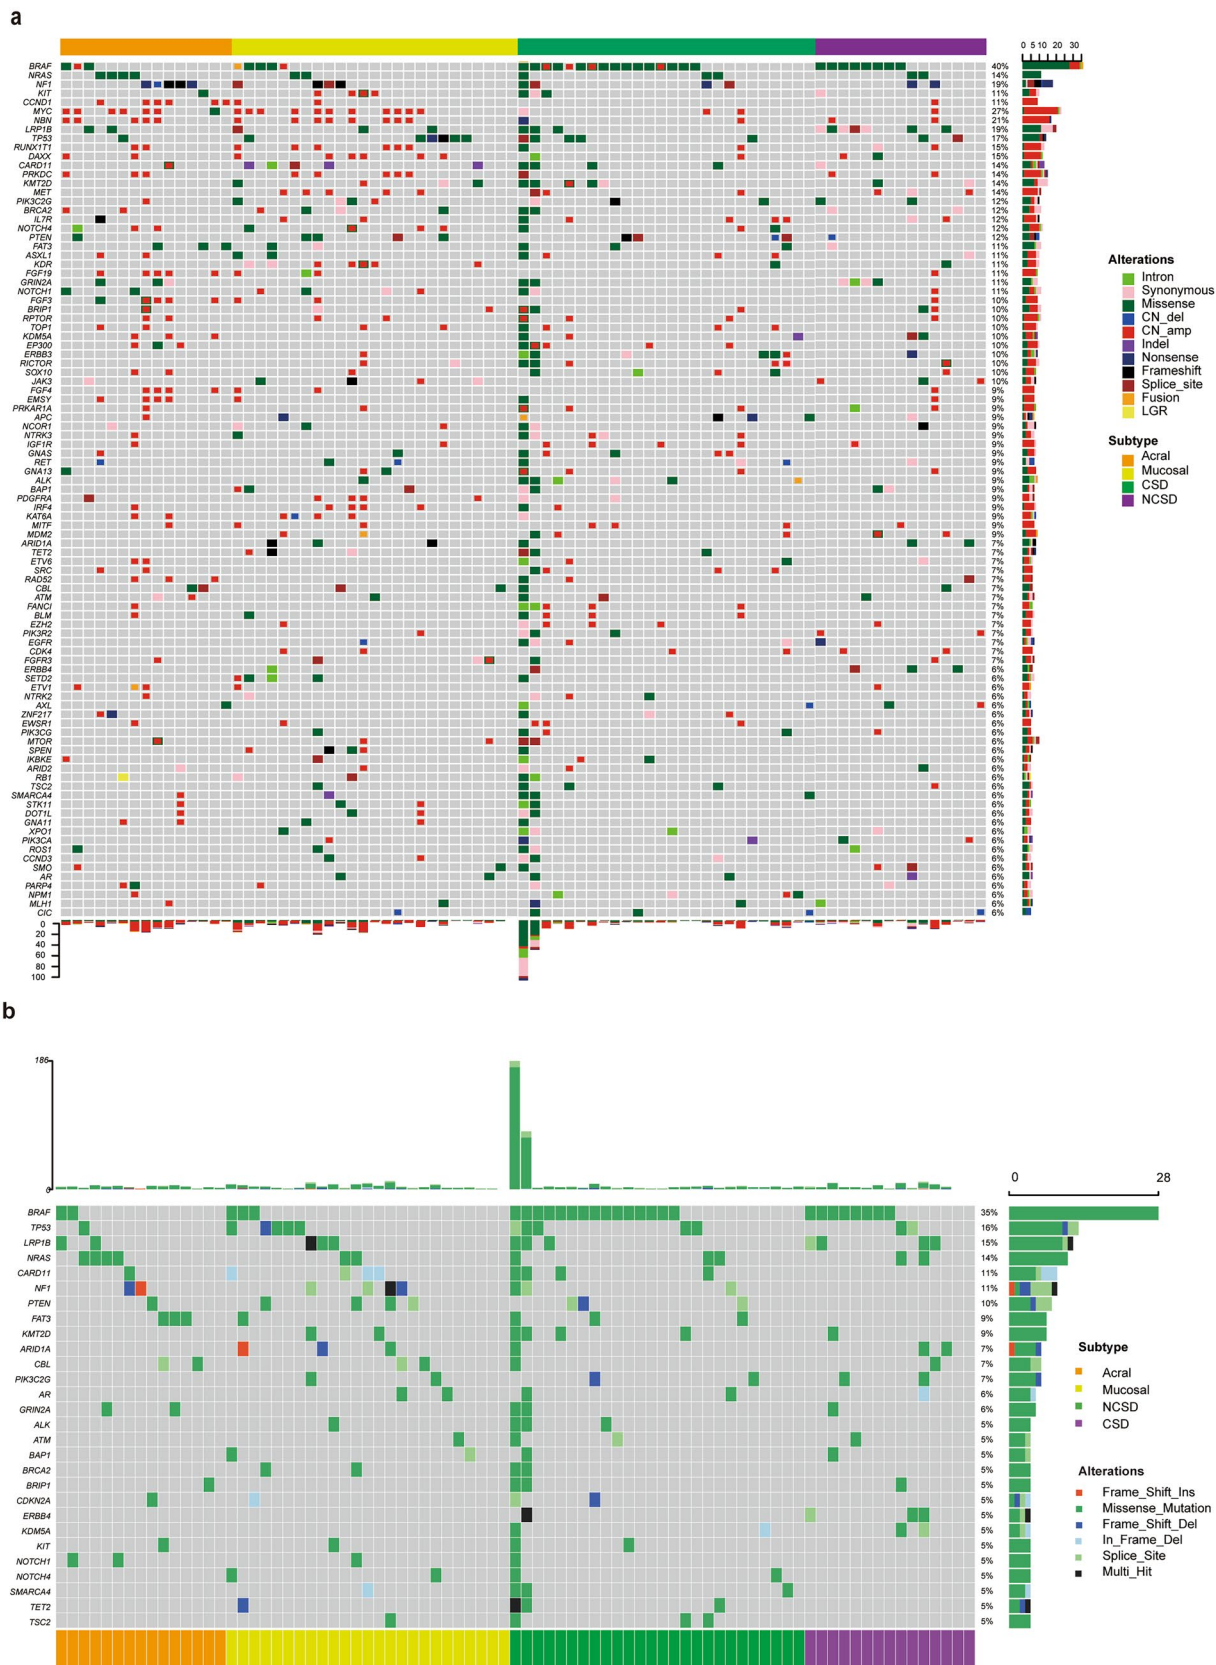 a
0 5 10 20 30
BRAF 40%
NRAS 14%
NF1 19%
KIT 11%
CCND1 11%
MYC 27%
NBN 21%
LRP1B 19%
TP53 17%
RUNX1T1 15%
DAXX 15%
CARD11 14%
PRKDC 14%
KMT2D 14%
MET 14%
PIK3C2G 12%
BRCA2 12%
IL7R 12%
NOTCH4 12%
PTEN 12%
FAT3 11%
ASXL1 11%
KDR 11%
FGF19 11%
GRIN2A 11%
NOTCH1 11%
FGF3 10%
BRIP1 10%
RPTOR 10%
TOP1 10%
KDM5A 10%
EP300 10%
ERBB3 10%
RICTOR 10%
SOX10 10%
JAK3 10%
FGF4 9%
EMSY 9%
PRKAR1A 9%
APC 9%
NCOR1 9%
NTRK3 9%
IGF1R 9%
GNAS 9%
RET 9%
GNA13 9%
ALK 9%
BAP1 9%
PDGFRA 9%
IRF4 9%
KAT6A 9%
MITF 9%
MDM2 9%
ARID1A 7%
TET2 7%
ETV6 7%
SRC 7%
RAD52 7%
CBL 7%
ATM 7%
FANCI 7%
BLM 7%
EZH2 7%
PIK3R2 7%
EGFR 7%
CDK4 7%
FGFR3 7%
ERBB4 6%
SETD2 6%
ETV1 6%
NTRK2 6%
AXL 6%
ZNF217 6%
EWSR1 6%
PIK3CG 6%
MTOR 6%
SPEN 6%
IKBKE 6%
ARID2 6%
RB1 6%
TSC2 6%
SMARCA4 6%
STK11 6%
DOT1L 6%
GNA11 6%
XPO1 6%
PIK3CA 6%
ROS1 6%
CCND3 6%
SMO 6%
AR 6%
PARP4 6%
NPM1 6%
MLH1 6%
CIC 6%
0
20
40
60
80
100
Alterations
Intron
Synonymous
Missense
CN_del
CN_amp
Indel
Nonsense
Frameshift
Splice_site
Fusion
LGR
Subtype
Acral
Mucosal
CSD
NCSD
b
186
0
0 28
BRAF 35%
TP53 16%
LRP1B 15%
NRAS 14%
CARD11 11%
NF1 11%
PTEN 10%
FAT3 9%
KMT2D 9%
ARID1A 7%
CBL 7%
PIK3C2G 7%
AR 6%
GRIN2A 6%
ALK 5%
ATM 5%
BAP1 5%
BRCA2 5%
BRIP1 5%
CDKN2A 5%
ERBB4 5%
KDM5A 5%
KIT 5%
NOTCH1 5%
NOTCH4 5%
SMARCA4 5%
TET2 5%
TSC2 5%
Subtype
Acral
Mucosal
NCSD
CSD
Alterations
Frame_Shift_Ins
Missense_Mutation
Frame_Shift_Del
In_Frame_Del
Splice_Site
Multi_Hit